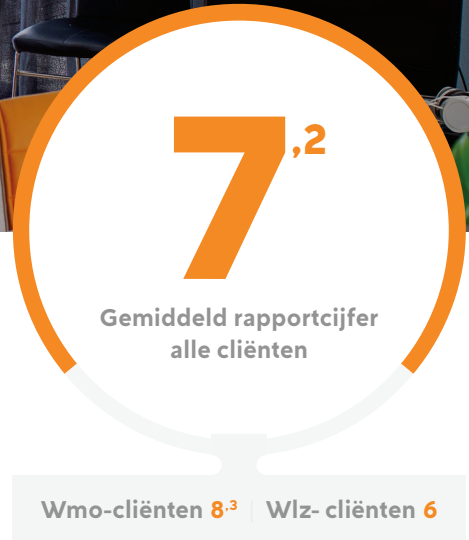 7,2
Gemiddeld rapportcijfer
alle cliënten
Wmo-cliënten 8,3 | Wlz- cliënten 6